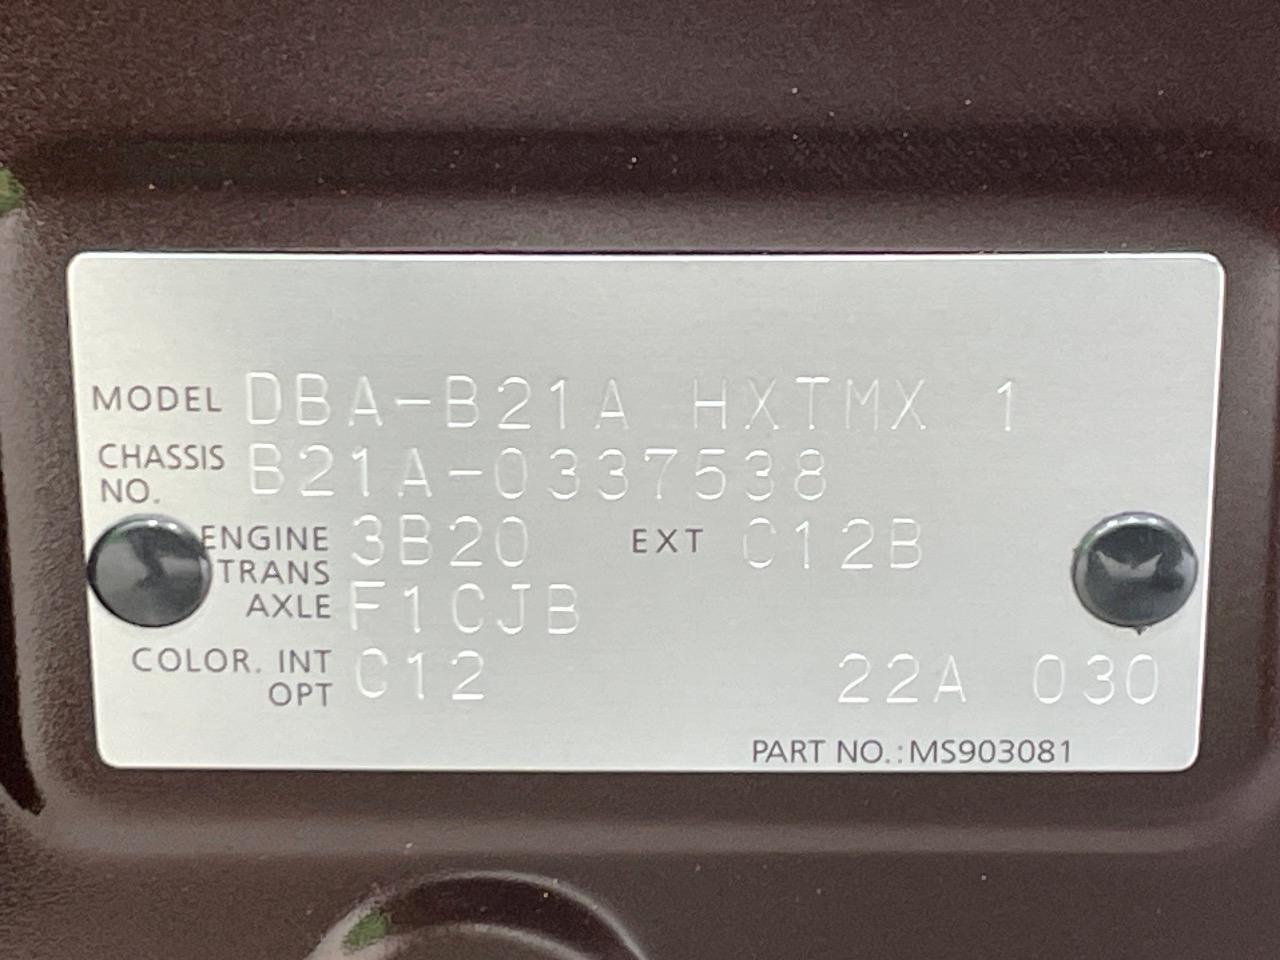 MODEL DBA-B21A HXTMX 1
CHASSIS NO. B21A-0337538
ENGINE 3B20 EXT C12B
TRANS AXLE F1CJB
COLOR. INT OPT C12 22A 030
PART NO.:MS903081